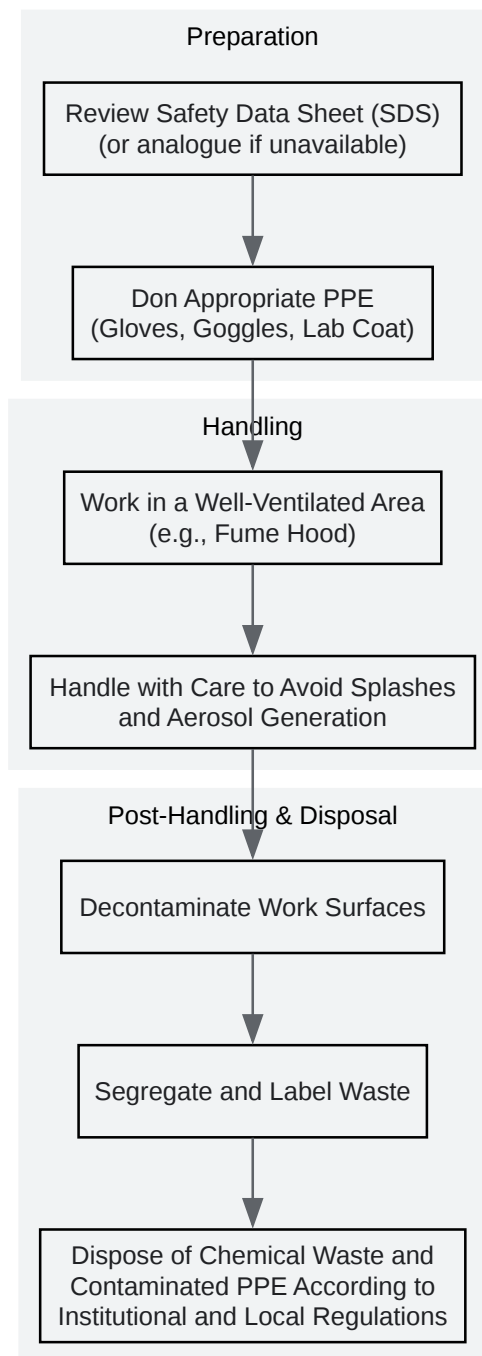 Preparation
Review Safety Data Sheet (SDS)
(or analogue if unavailable)
Don Appropriate PPE
(Gloves, Goggles, Lab Coat)
Handling
Work in a Well-Ventilated Area
(e.g., Fume Hood)
Handle with Care to Avoid Splashes
and Aerosol Generation
Post-Handling & Disposal
Decontaminate Work Surfaces
Segregate and Label Waste
Dispose of Chemical Waste and
Contaminated PPE According to
Institutional and Local Regulations